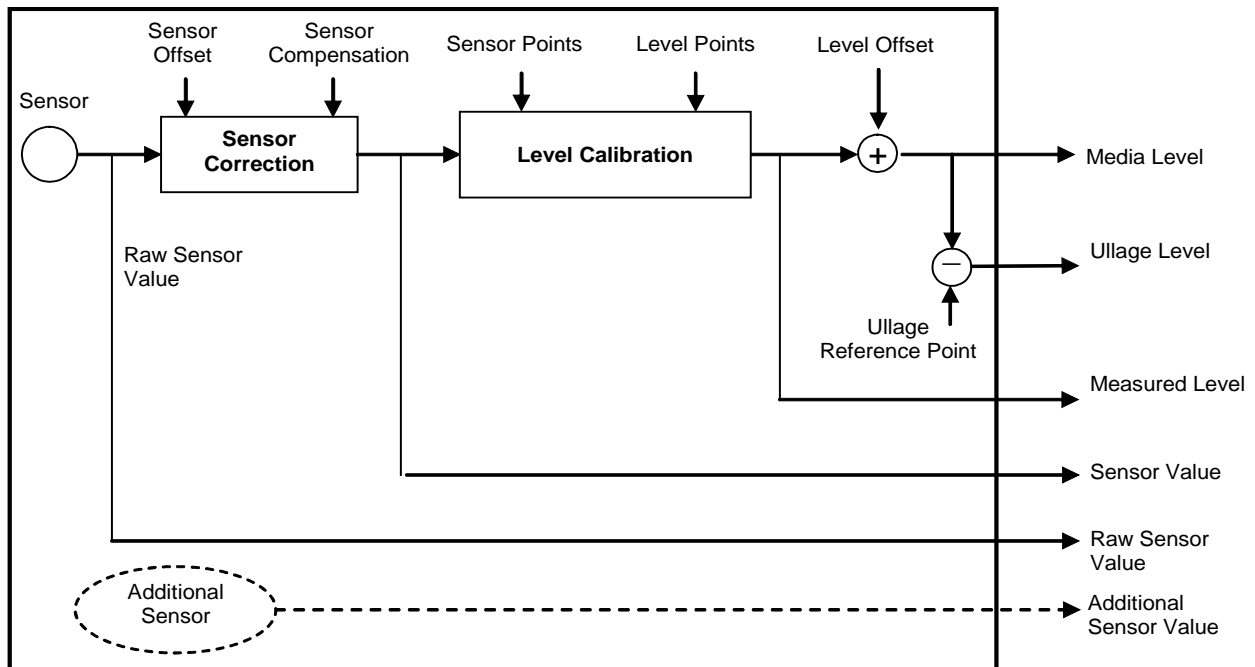 Sensor
Sensor
Offset
Sensor
Compensation
Sensor Points
Level Points
Level Offset
Sensor
Correction
Level Calibration
+
Media Level
Raw Sensor
Value
−
Ullage Level
Ullage
Reference Point
Measured Level
Sensor Value
Raw Sensor
Value
Additional
Sensor
Additional
Sensor Value